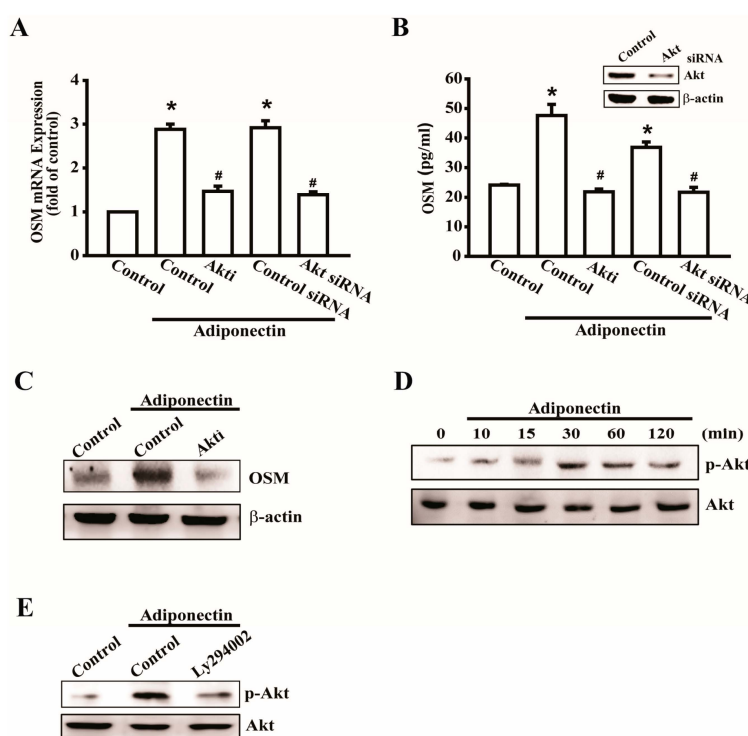 A
OSM mRNA Expression
(fold of control)
4
3
2
1
0
*
*
#
#
Control
Control
Akti
Control siRNA
Akt siRNA
Adiponectin
B
Control
Akt
siRNA
Akt
β-actin
OSM (pg/ml)
60
50
40
30
20
10
0
*
*
#
#
Control
Control
Akti
Control siRNA
Akt siRNA
Adiponectin
C
Adiponectin
Control
Control
Akti
OSM
β-actin
D
Adiponectin
0 10 15 30 60 120 (min)
p-Akt
Akt
E
Adiponectin
Control
Control
Ly294002
p-Akt
Akt